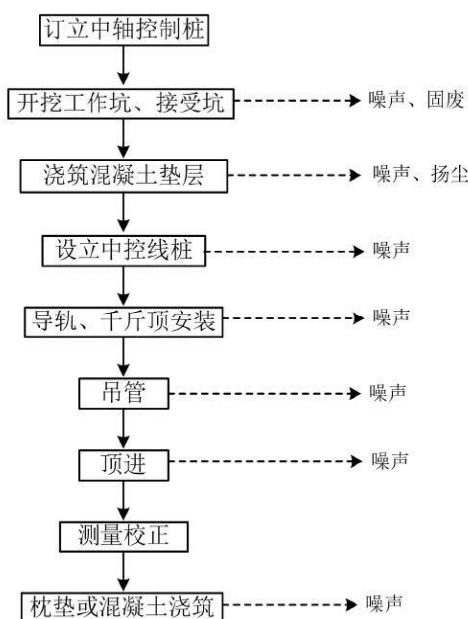 订立中轴控制桩
开挖工作坑、接受坑
噪声、固废
浇筑混凝土垫层
噪声、扬尘
设立中控线桩
噪声
导轨、千斤顶安装
噪声
吊管
噪声
顶进
噪声
测量校正
枕垫或混凝土浇筑
噪声